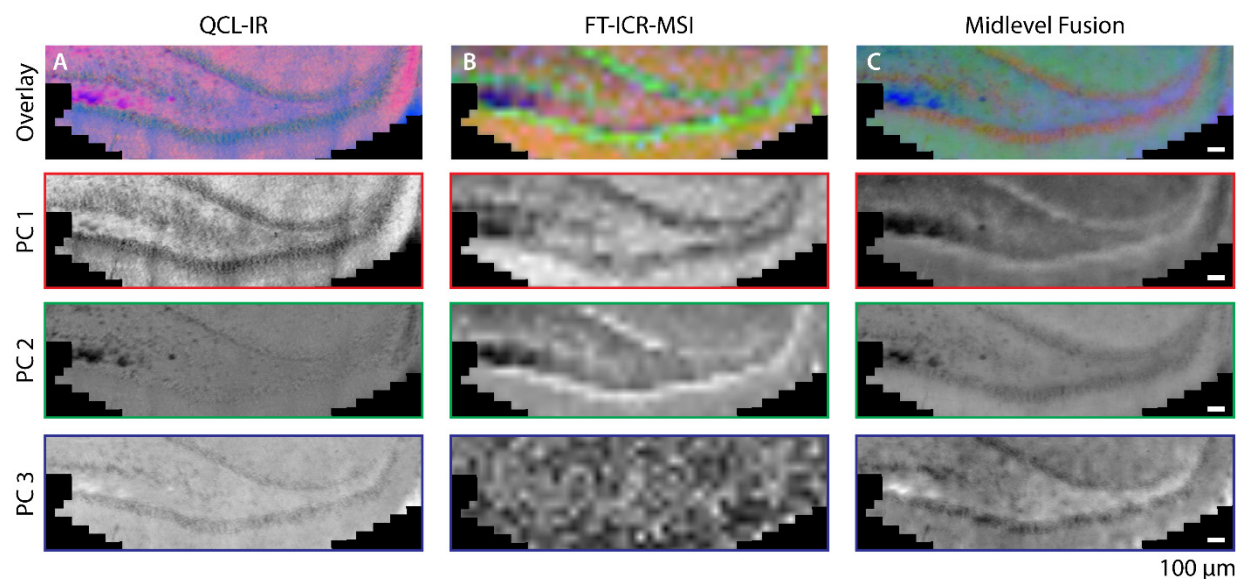 QCL-IR FT-ICR-MSI Midlevel Fusion
Overlay A B C
PC 1
PC 2
PC 3
100 µm